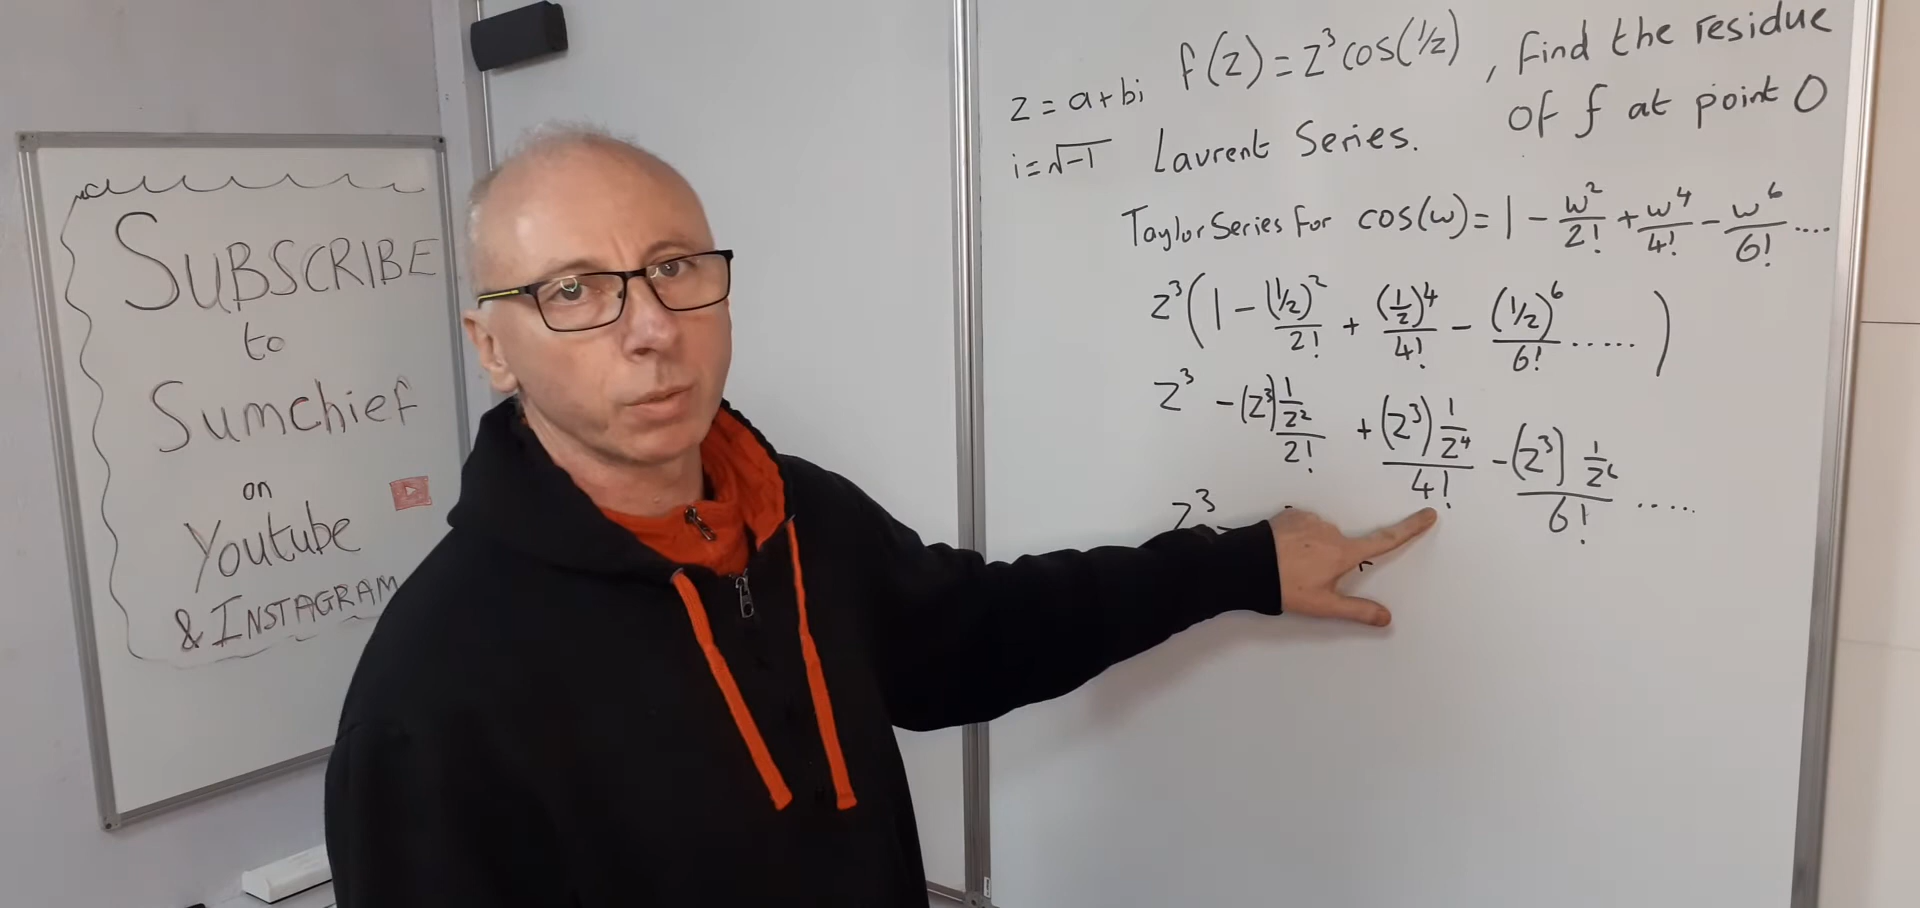 SUBSCRIBE
to
Sumchief
on
Youtube
& INSTAGRAM
f(z) = z³ cos(1/z) , find the residue
of f at point 0
z = a + bi
i = √-1
Laurent Series.
Taylor Series for cos(w) = 1 - w²/2! + w⁴/4! - w⁶/6! ....
z³(1 - (1/z)²/2! + (1/z)⁴/4! - (1/z)⁶/6! ..... )
z³ - (z³)1/z²/2! + (z³)1/z⁴/4! - (z³) 1/z⁶/6! .....
z³ -